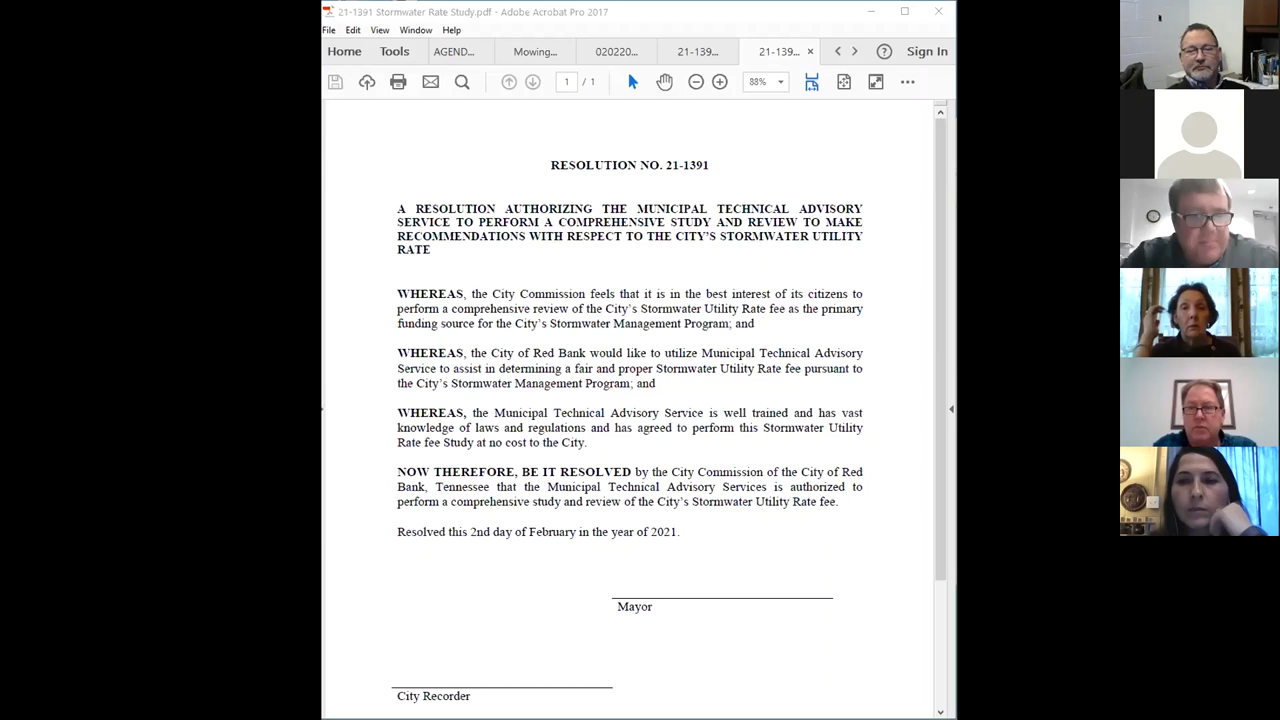 21-1391 Stormwater Rate Study.pdf - Adobe Acrobat Pro 2017
File Edit View Window Help
Home Tools AGEND... Mowing... 020220... 21-139... 21-139... × Sign In
1 / 1 88%
RESOLUTION NO. 21-1391
A RESOLUTION AUTHORIZING THE MUNICIPAL TECHNICAL ADVISORY
SERVICE TO PERFORM A COMPREHENSIVE STUDY AND REVIEW TO MAKE
RECOMMENDATIONS WITH RESPECT TO THE CITY'S STORMWATER UTILITY
RATE
WHEREAS, the City Commission feels that it is in the best interest of its citizens to
perform a comprehensive review of the City's Stormwater Utility Rate fee as the primary
funding source for the City's Stormwater Management Program; and
WHEREAS, the City of Red Bank would like to utilize Municipal Technical Advisory
Service to assist in determining a fair and proper Stormwater Utility Rate fee pursuant to
the City's Stormwater Management Program; and
WHEREAS, the Municipal Technical Advisory Service is well trained and has vast
knowledge of laws and regulations and has agreed to perform this Stormwater Utility
Rate fee Study at no cost to the City.
NOW THEREFORE, BE IT RESOLVED by the City Commission of the City of Red
Bank, Tennessee that the Municipal Technical Advisory Services is authorized to
perform a comprehensive study and review of the City's Stormwater Utility Rate fee.
Resolved this 2nd day of February in the year of 2021.
Mayor
City Recorder